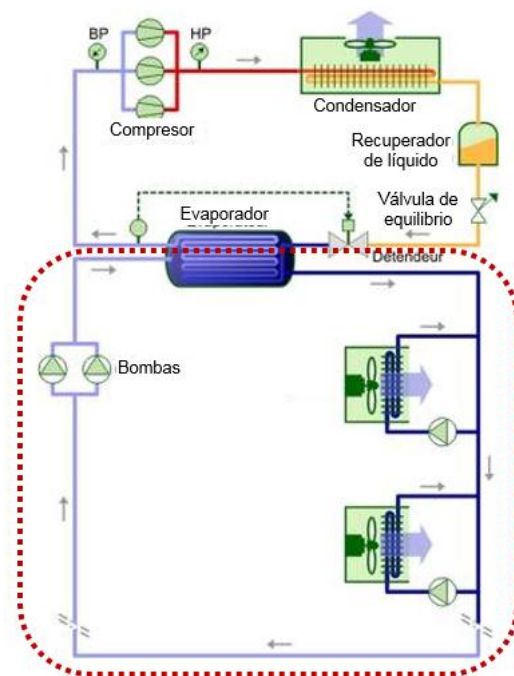 BP
HP
Compresor
Condensador
Recuperador
de líquido
Válvula de
equilibrio
Evaporador
Détendeur
Bombas